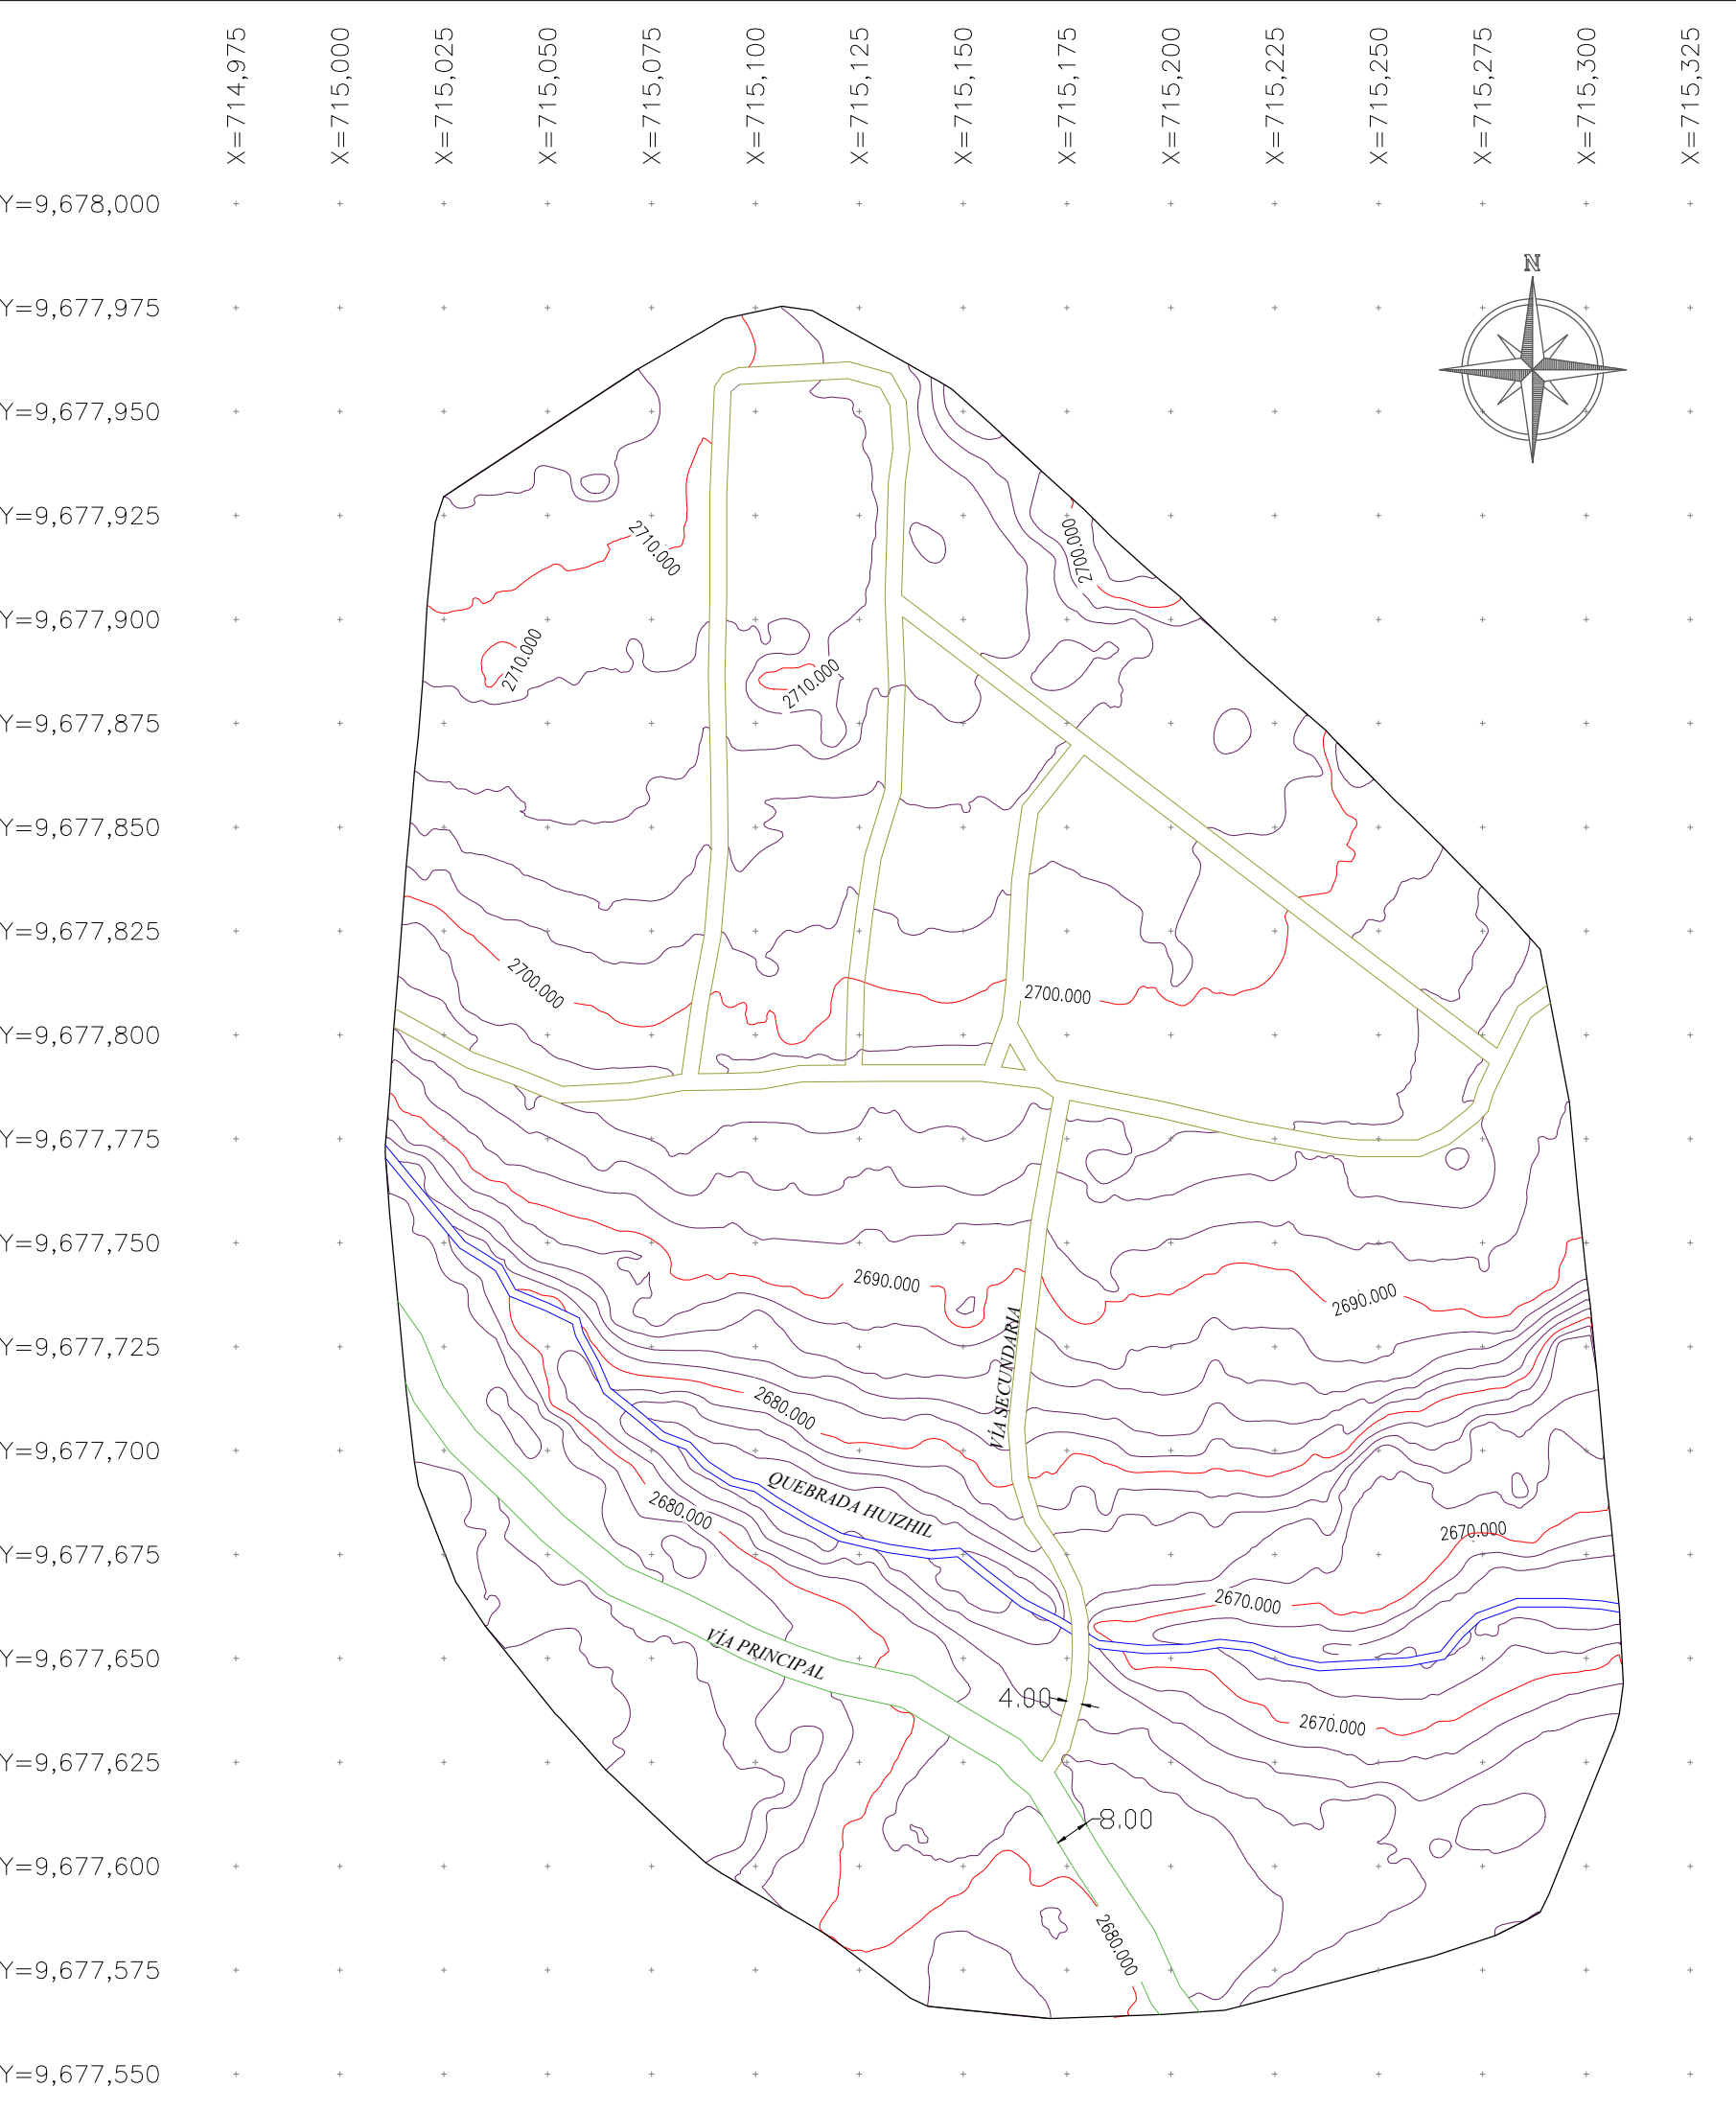 X=714,975
X=715,000
X=715,025
X=715,050
X=715,075
X=715,100
X=715,125
X=715,150
X=715,175
X=715,200
X=715,225
X=715,250
X=715,275
X=715,300
X=715,325
Y=9,678,000
N
Y=9,677,975
Y=9,677,950
Y=9,677,925
2710.000
2700.000
Y=9,677,900
2710.000
2710.000
Y=9,677,875
Y=9,677,850
Y=9,677,825
2700.000
2700.000
Y=9,677,800
Y=9,677,775
Y=9,677,750
2690.000
2690.000
Y=9,677,725
VÍA SECUNDARIA
2680.000
Y=9,677,700
QUEBRADA HUIZHIL
2680.000
2670.000
Y=9,677,675
2670.000
VÍA PRINCIPAL
Y=9,677,650
4.00
2670.000
Y=9,677,625
8.00
Y=9,677,600
2680.000
Y=9,677,575
Y=9,677,550